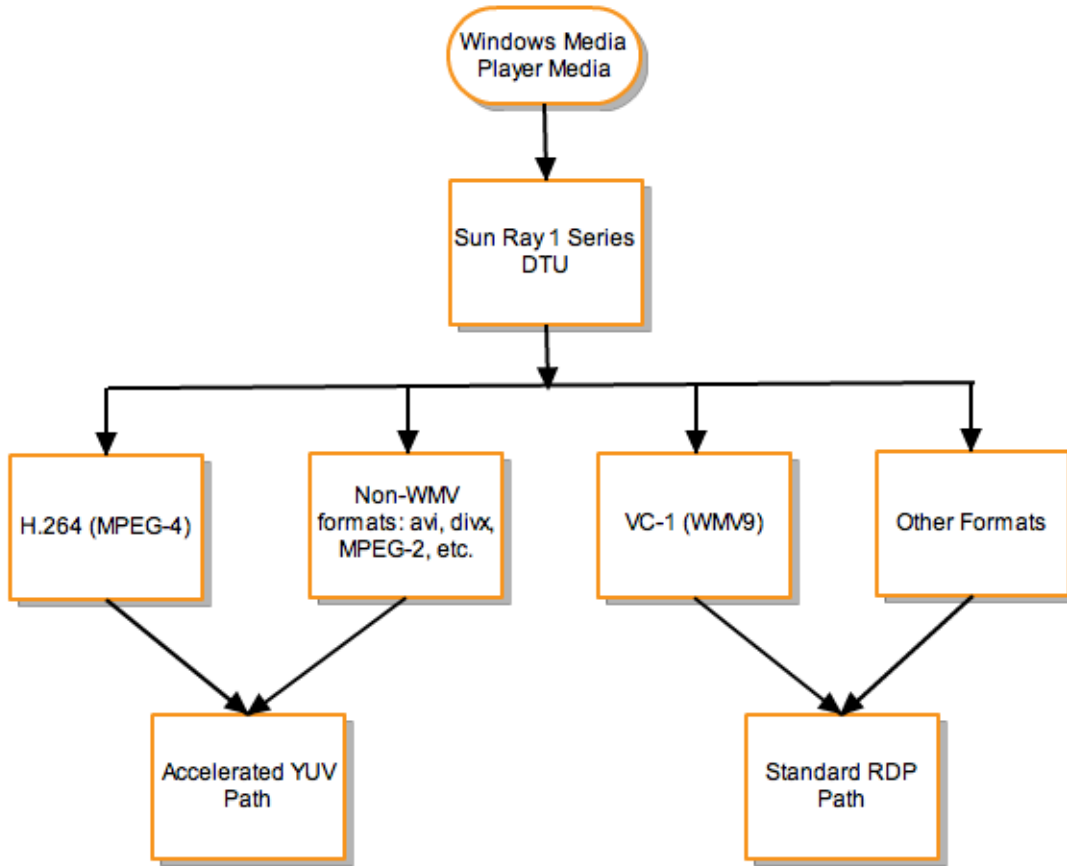 Windows Media
Player Media
Sun Ray 1 Series
DTU
H.264 (MPEG-4)
Non-WMV
formats: avi, divx,
MPEG-2, etc.
VC-1 (WMV9)
Other Formats
Accelerated YUV
Path
Standard RDP
Path